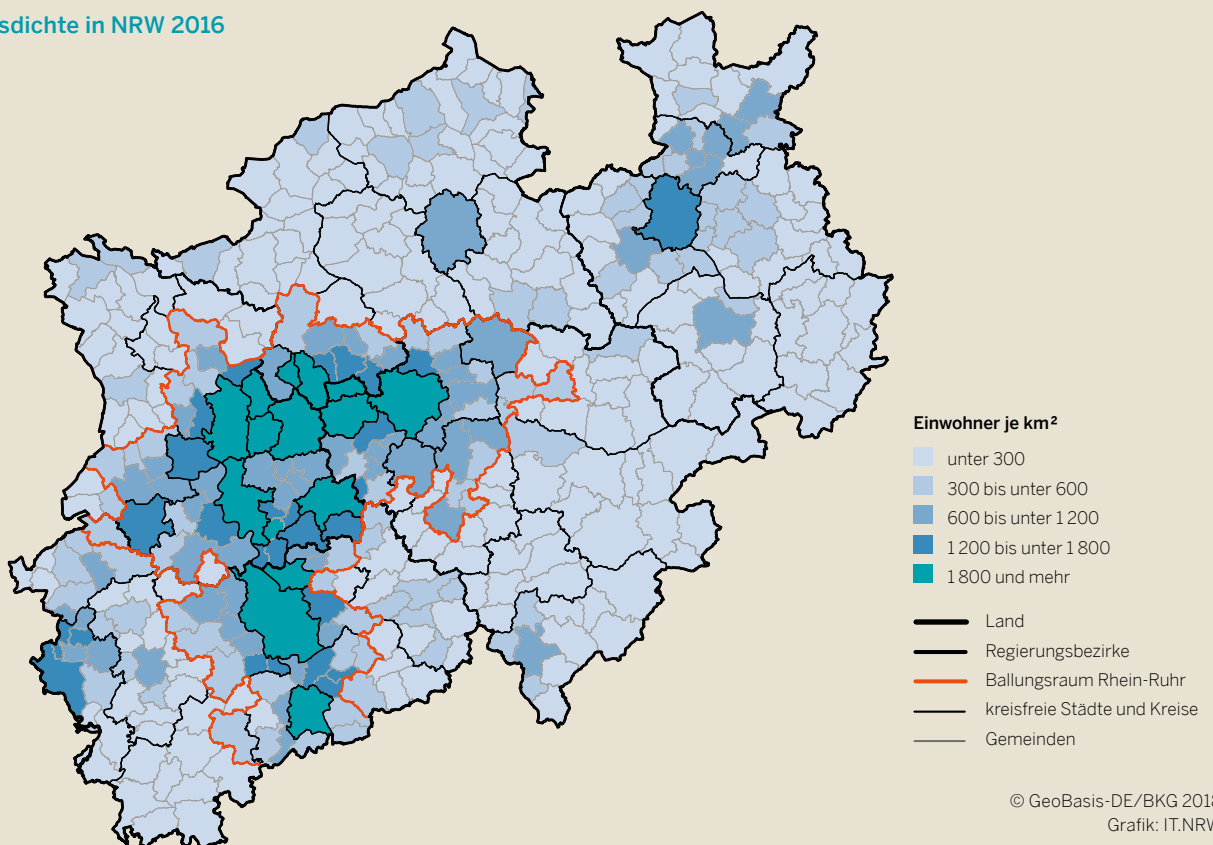 sdichte in NRW 2016
Einwohner je km²
unter 300
300 bis unter 600
600 bis unter 1 200
1 200 bis unter 1 800
1 800 und mehr
Land
Regierungsbezirke
Ballungsraum Rhein-Ruhr
kreisfreie Städte und Kreise
Gemeinden
© GeoBasis-DE/BKG 2018
Grafik: IT.NRW